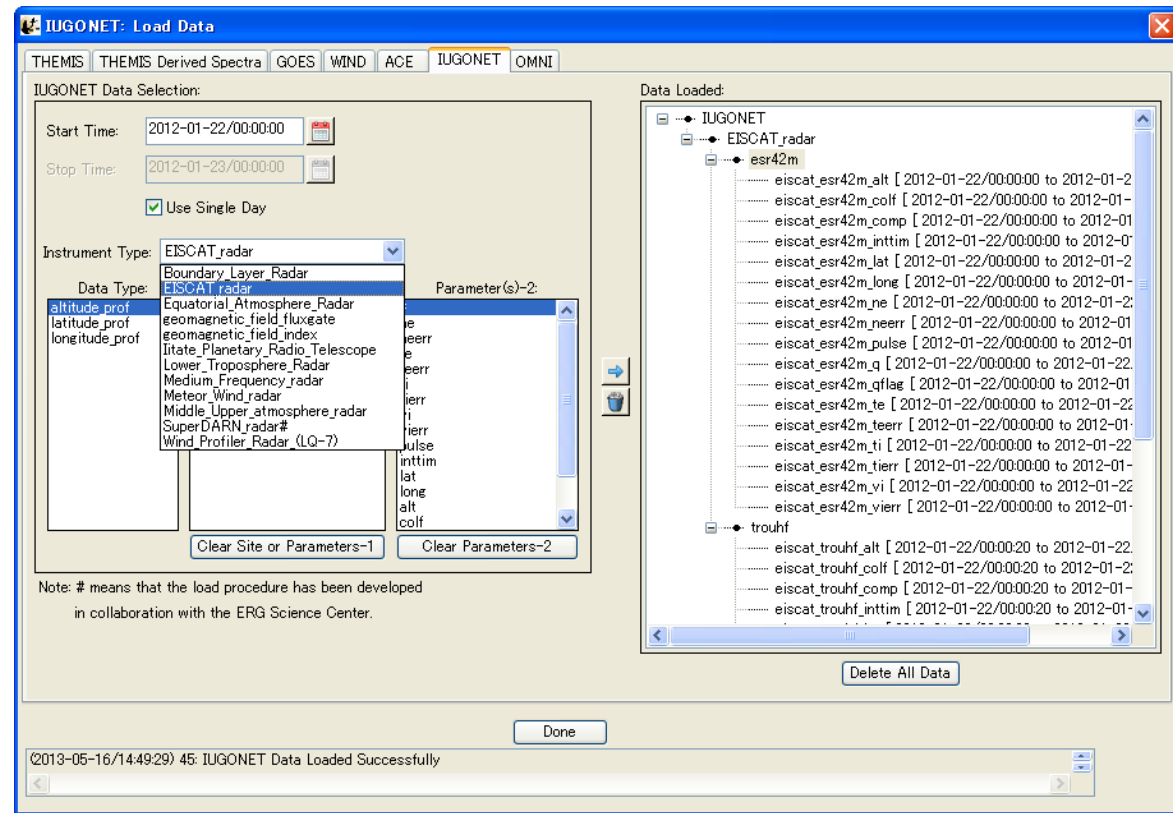 IUGONET: Load Data
THEMIS THEMIS Derived Spectra GOES WIND ACE IUGONET OMNI
IUGONET Data Selection:
Start Time: 2012-01-22/00:00:00
Stop Time: 2012-01-23/00:00:00
Use Single Day
Instrument Type: EISCAT_radar
Boundary_Layer_Radar
EISCAT_radar
Equatorial_Atmosphere_Radar
geomagnetic_field_fluxgate
geomagnetic_field_index
Iitate_Planetary_Radio_Telescope
Lower_Troposphere_Radar
Medium_Frequency_radar
Meteor_Wind_radar
Middle_Upper_atmosphere_radar
SuperDARN_radar#
Wind_Profiler_Radar_(LQ-7)
Data Type:
altitude_prof
latitude_prof
longitude_prof
Parameter(s)-2:
pulse
inttim
lat
long
alt
colf
Clear Site or Parameters-1
Clear Parameters-2
Note: # means that the load procedure has been developed
in collaboration with the ERG Science Center.
Data Loaded:
IUGONET
EISCAT_radar
esr42m
eiscat_esr42m_alt [ 2012-01-22/00:00:00 to 2012-01-2
eiscat_esr42m_colf [ 2012-01-22/00:00:00 to 2012-01-
eiscat_esr42m_comp [ 2012-01-22/00:00:00 to 2012-01
eiscat_esr42m_inttim [ 2012-01-22/00:00:00 to 2012-0
eiscat_esr42m_lat [ 2012-01-22/00:00:00 to 2012-01-2
eiscat_esr42m_long [ 2012-01-22/00:00:00 to 2012-01-
eiscat_esr42m_ne [ 2012-01-22/00:00:00 to 2012-01-2
eiscat_esr42m_neerr [ 2012-01-22/00:00:00 to 2012-01
eiscat_esr42m_pulse [ 2012-01-22/00:00:00 to 2012-01
eiscat_esr42m_q [ 2012-01-22/00:00:00 to 2012-01-22
eiscat_esr42m_qflag [ 2012-01-22/00:00:00 to 2012-01
eiscat_esr42m_te [ 2012-01-22/00:00:00 to 2012-01-22
eiscat_esr42m_teerr [ 2012-01-22/00:00:00 to 2012-01-
eiscat_esr42m_ti [ 2012-01-22/00:00:00 to 2012-01-22
eiscat_esr42m_tierr [ 2012-01-22/00:00:00 to 2012-01-
eiscat_esr42m_vi [ 2012-01-22/00:00:00 to 2012-01-22
eiscat_esr42m_vierr [ 2012-01-22/00:00:00 to 2012-01-
trouhf
eiscat_trouhf_alt [ 2012-01-22/00:00:20 to 2012-01-22
eiscat_trouhf_colf [ 2012-01-22/00:00:20 to 2012-01-2
eiscat_trouhf_comp [ 2012-01-22/00:00:20 to 2012-01-
eiscat_trouhf_inttim [ 2012-01-22/00:00:20 to 2012-01-
Delete All Data
Done
(2013-05-16/14:49:29) 45: IUGONET Data Loaded Successfully